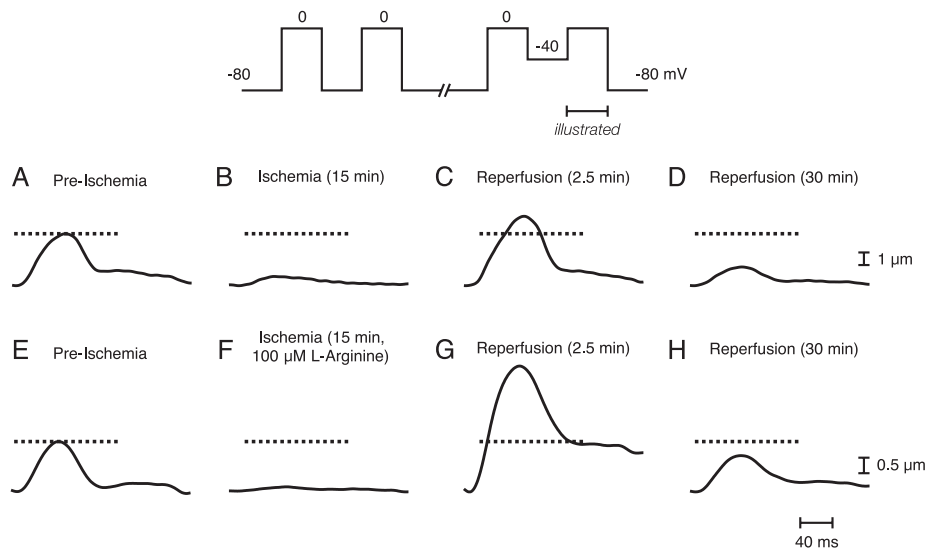 0 0 0
-40
-80 -80 mV
illustrated
A Pre-Ischemia B Ischemia (15 min) C Reperfusion (2.5 min) D Reperfusion (30 min)
1 µm
E Pre-Ischemia F Ischemia (15 min,
100 µM L-Arginine) G Reperfusion (2.5 min) H Reperfusion (30 min)
0.5 µm
40 ms